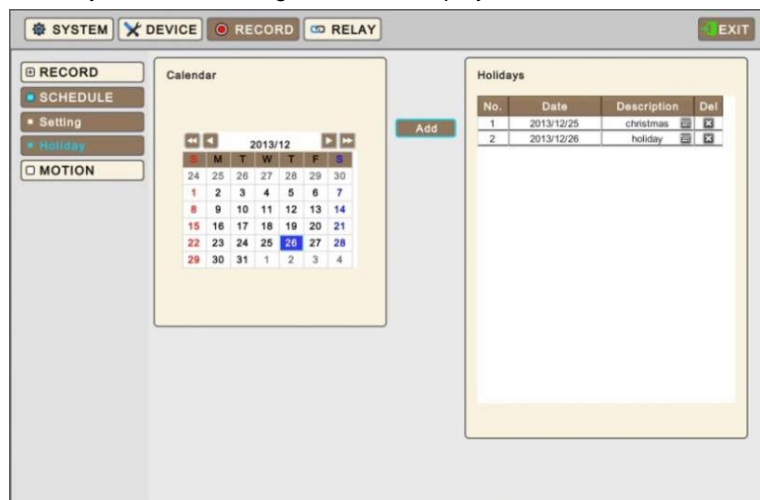 SYSTEM DEVICE RECORD RELAY EXIT
RECORD
SCHEDULE
Setting
Holiday
MOTION
Calendar
2013/12
S M T W T F S
24 25 26 27 28 29 30
1 2 3 4 5 6 7
8 9 10 11 12 13 14
15 16 17 18 19 20 21
22 23 24 25 26 27 28
29 30 31 1 2 3 4
Add
Holidays
No. Date Description Del
1 2013/12/25 christmas
2 2013/12/26 holiday